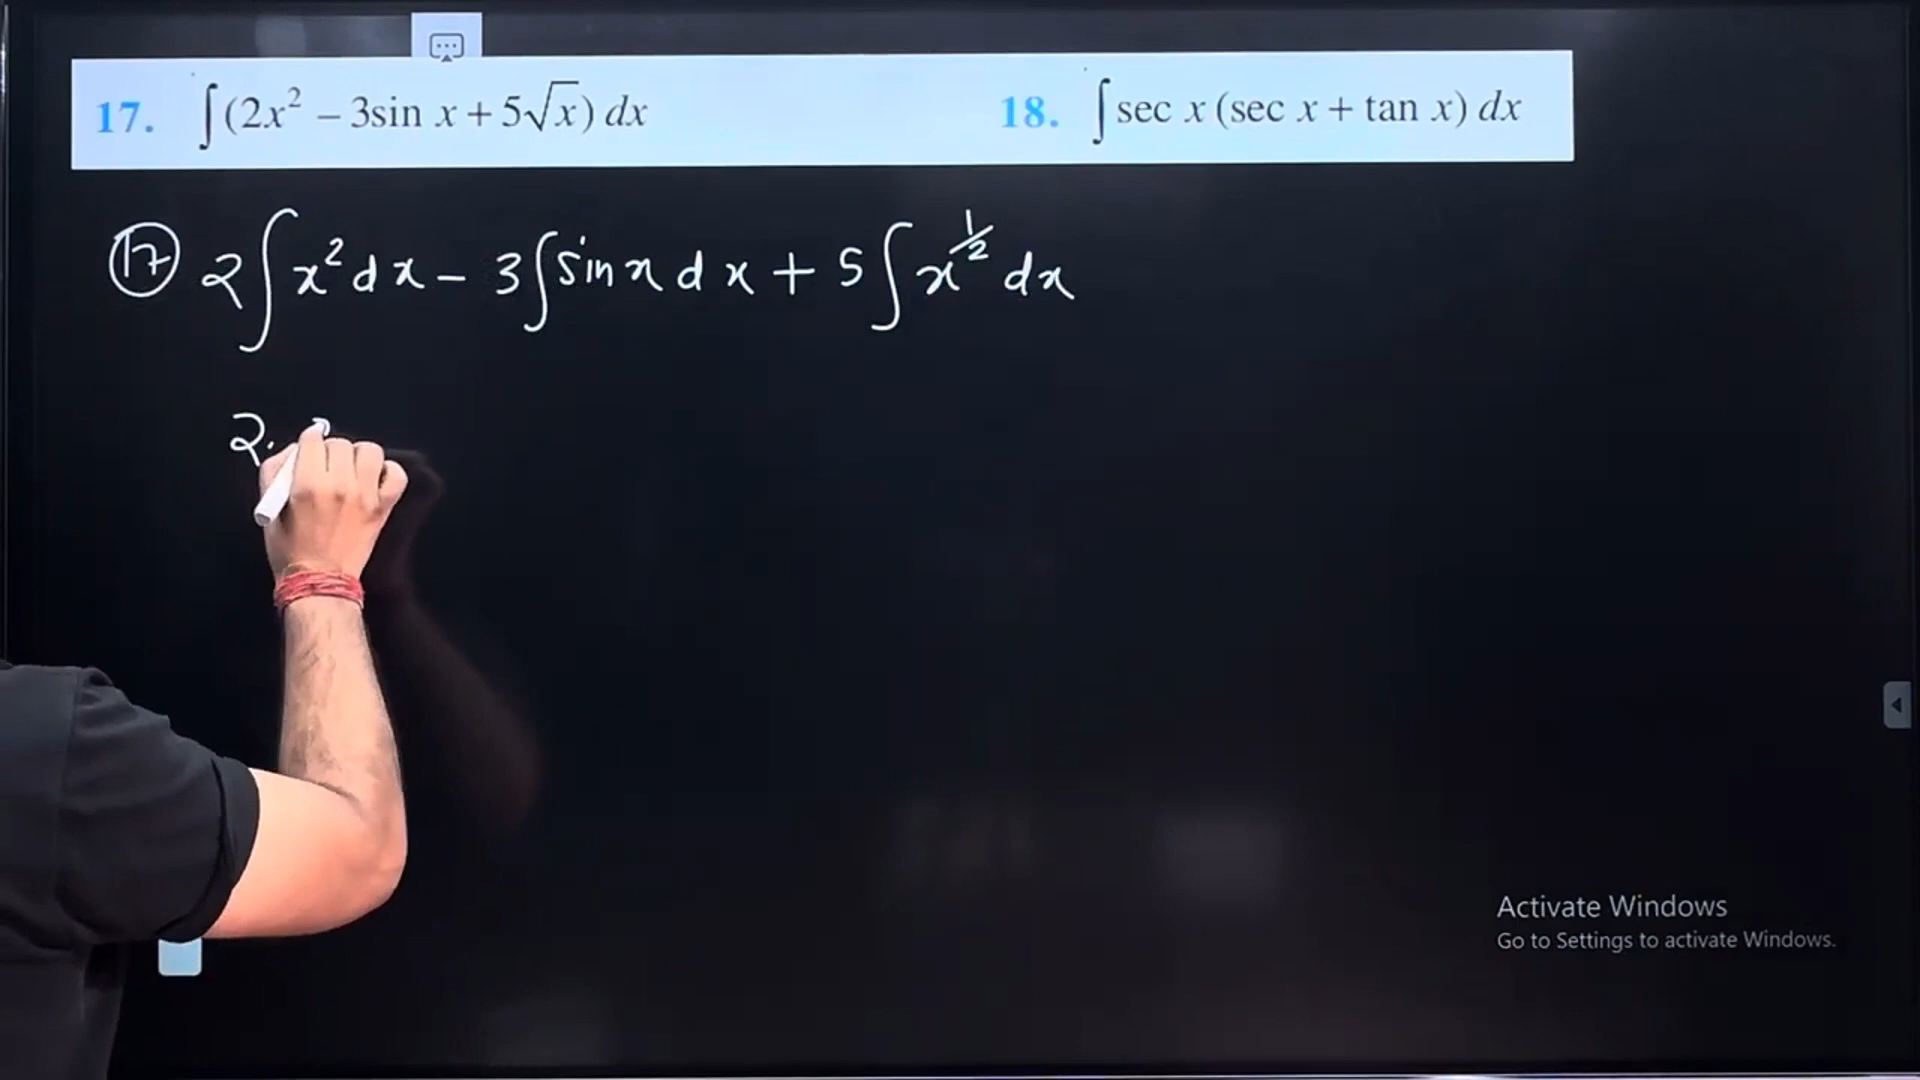 17. ∫(2x² – 3sin x + 5√x) dx 18. ∫sec x (sec x + tan x) dx
17 2∫x² dx – 3∫sin x dx + 5∫x^1/2 dx
2.
Activate Windows
Go to Settings to activate Windows.